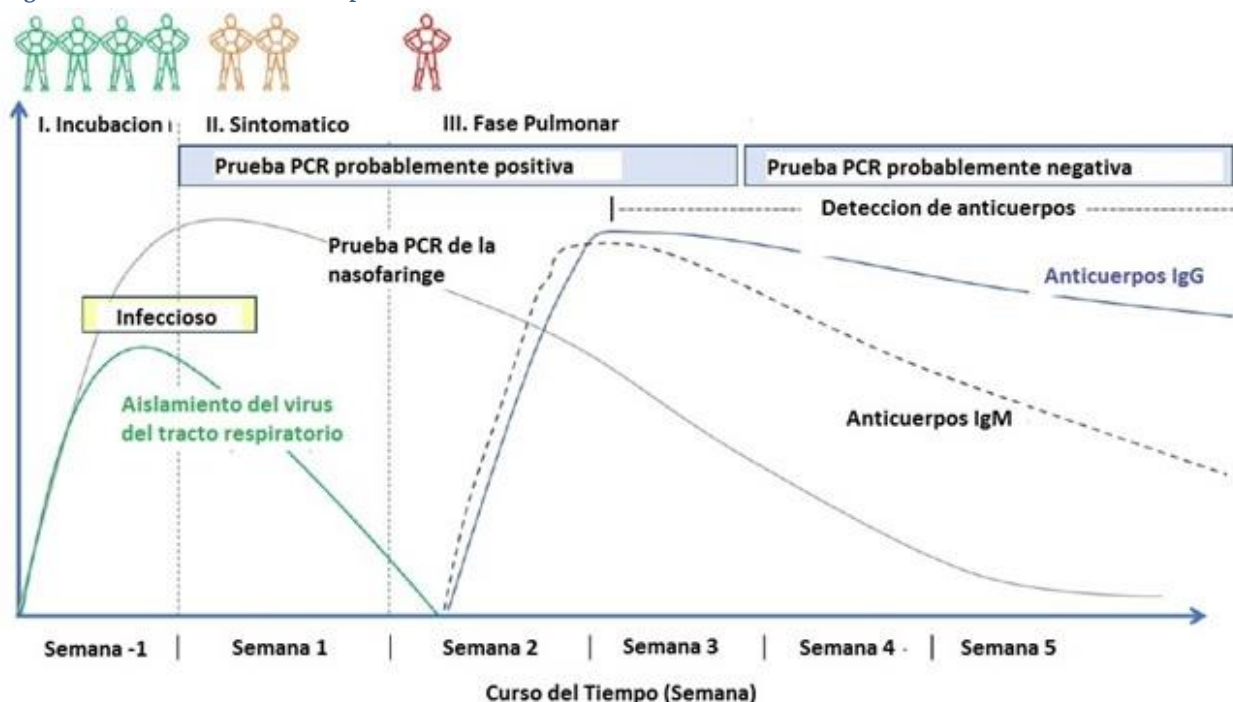 I. Incubacion
II. Sintomatico
III. Fase Pulmonar
Prueba PCR probablemente positiva
Prueba PCR probablemente negativa
Deteccion de anticuerpos
Prueba PCR de la
nasofaringe
Anticuerpos IgG
Infeccioso
Aislamiento del virus
del tracto respiratorio
Anticuerpos IgM
Semana -1
Semana 1
Semana 2
Semana 3
Semana 4
Semana 5
Curso del Tiempo (Semana)